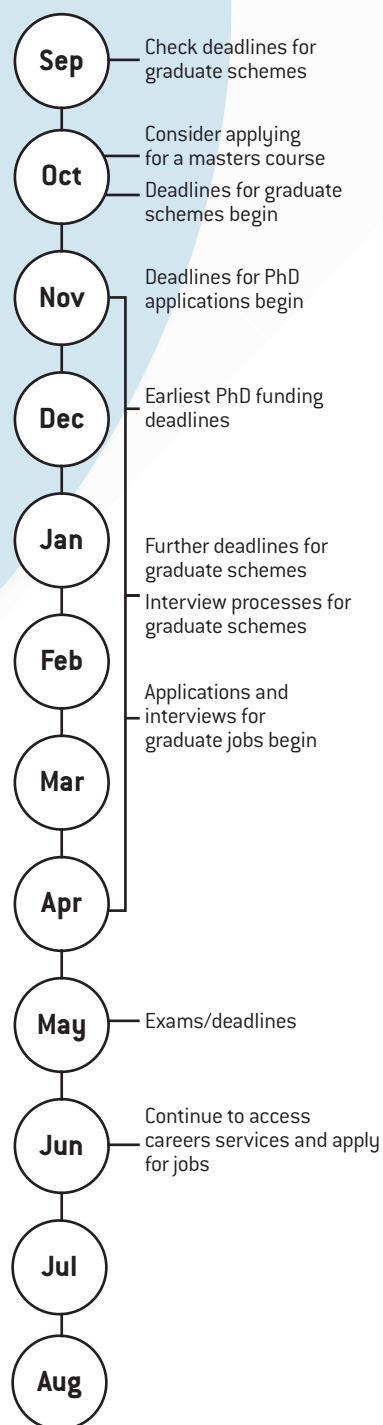 Sep
Check deadlines for
graduate schemes
Oct
Consider applying
for a masters course
Deadlines for graduate
schemes begin
Nov
Deadlines for PhD
applications begin
Dec
Earliest PhD funding
deadlines
Jan
Further deadlines for
graduate schemes
Interview processes for
graduate schemes
Feb
Applications and
interviews for
graduate jobs begin
Mar
Apr
May
Exams/deadlines
Jun
Continue to access
careers services and apply
for jobs
Jul
Aug